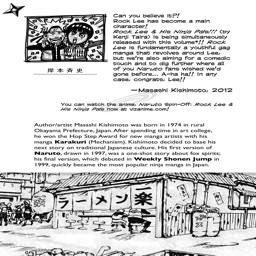 Can you believe it?!
Rock Lee has become a main
character!
Rock Lee & His Ninja Pals!!! (by
Kenji Taira) is being simultaneously
released with this volume!! Rock
Lee is fundamentally a youthful gag
manga that revolves around Lee,
but we're also aiming for a comedic
touch and to dig further where all
of you Naruto fans wished we'd
gone before... A-ha ha!! In any
case, congrats, Lee!!
岸本斉史
—Masashi Kishimoto, 2012
You can watch the anime, Naruto Spin-Off: Rock Lee &
His Ninja Pals now at vizanime.com!
Author/artist Masashi Kishimoto was born in 1974 in rural
Okayama Prefecture, Japan. After spending time in art college,
he won the Hop Step Award for new manga artists with his
manga Karakuri (Mechanism). Kishimoto decided to base his
next story on traditional Japanese culture. His first version of
Naruto, drawn in 1997, was a one-shot story about fox spirits;
his final version, which debuted in Weekly Shonen Jump in
1999, quickly became the most popular ninja manga in Japan.
ラーメン楽